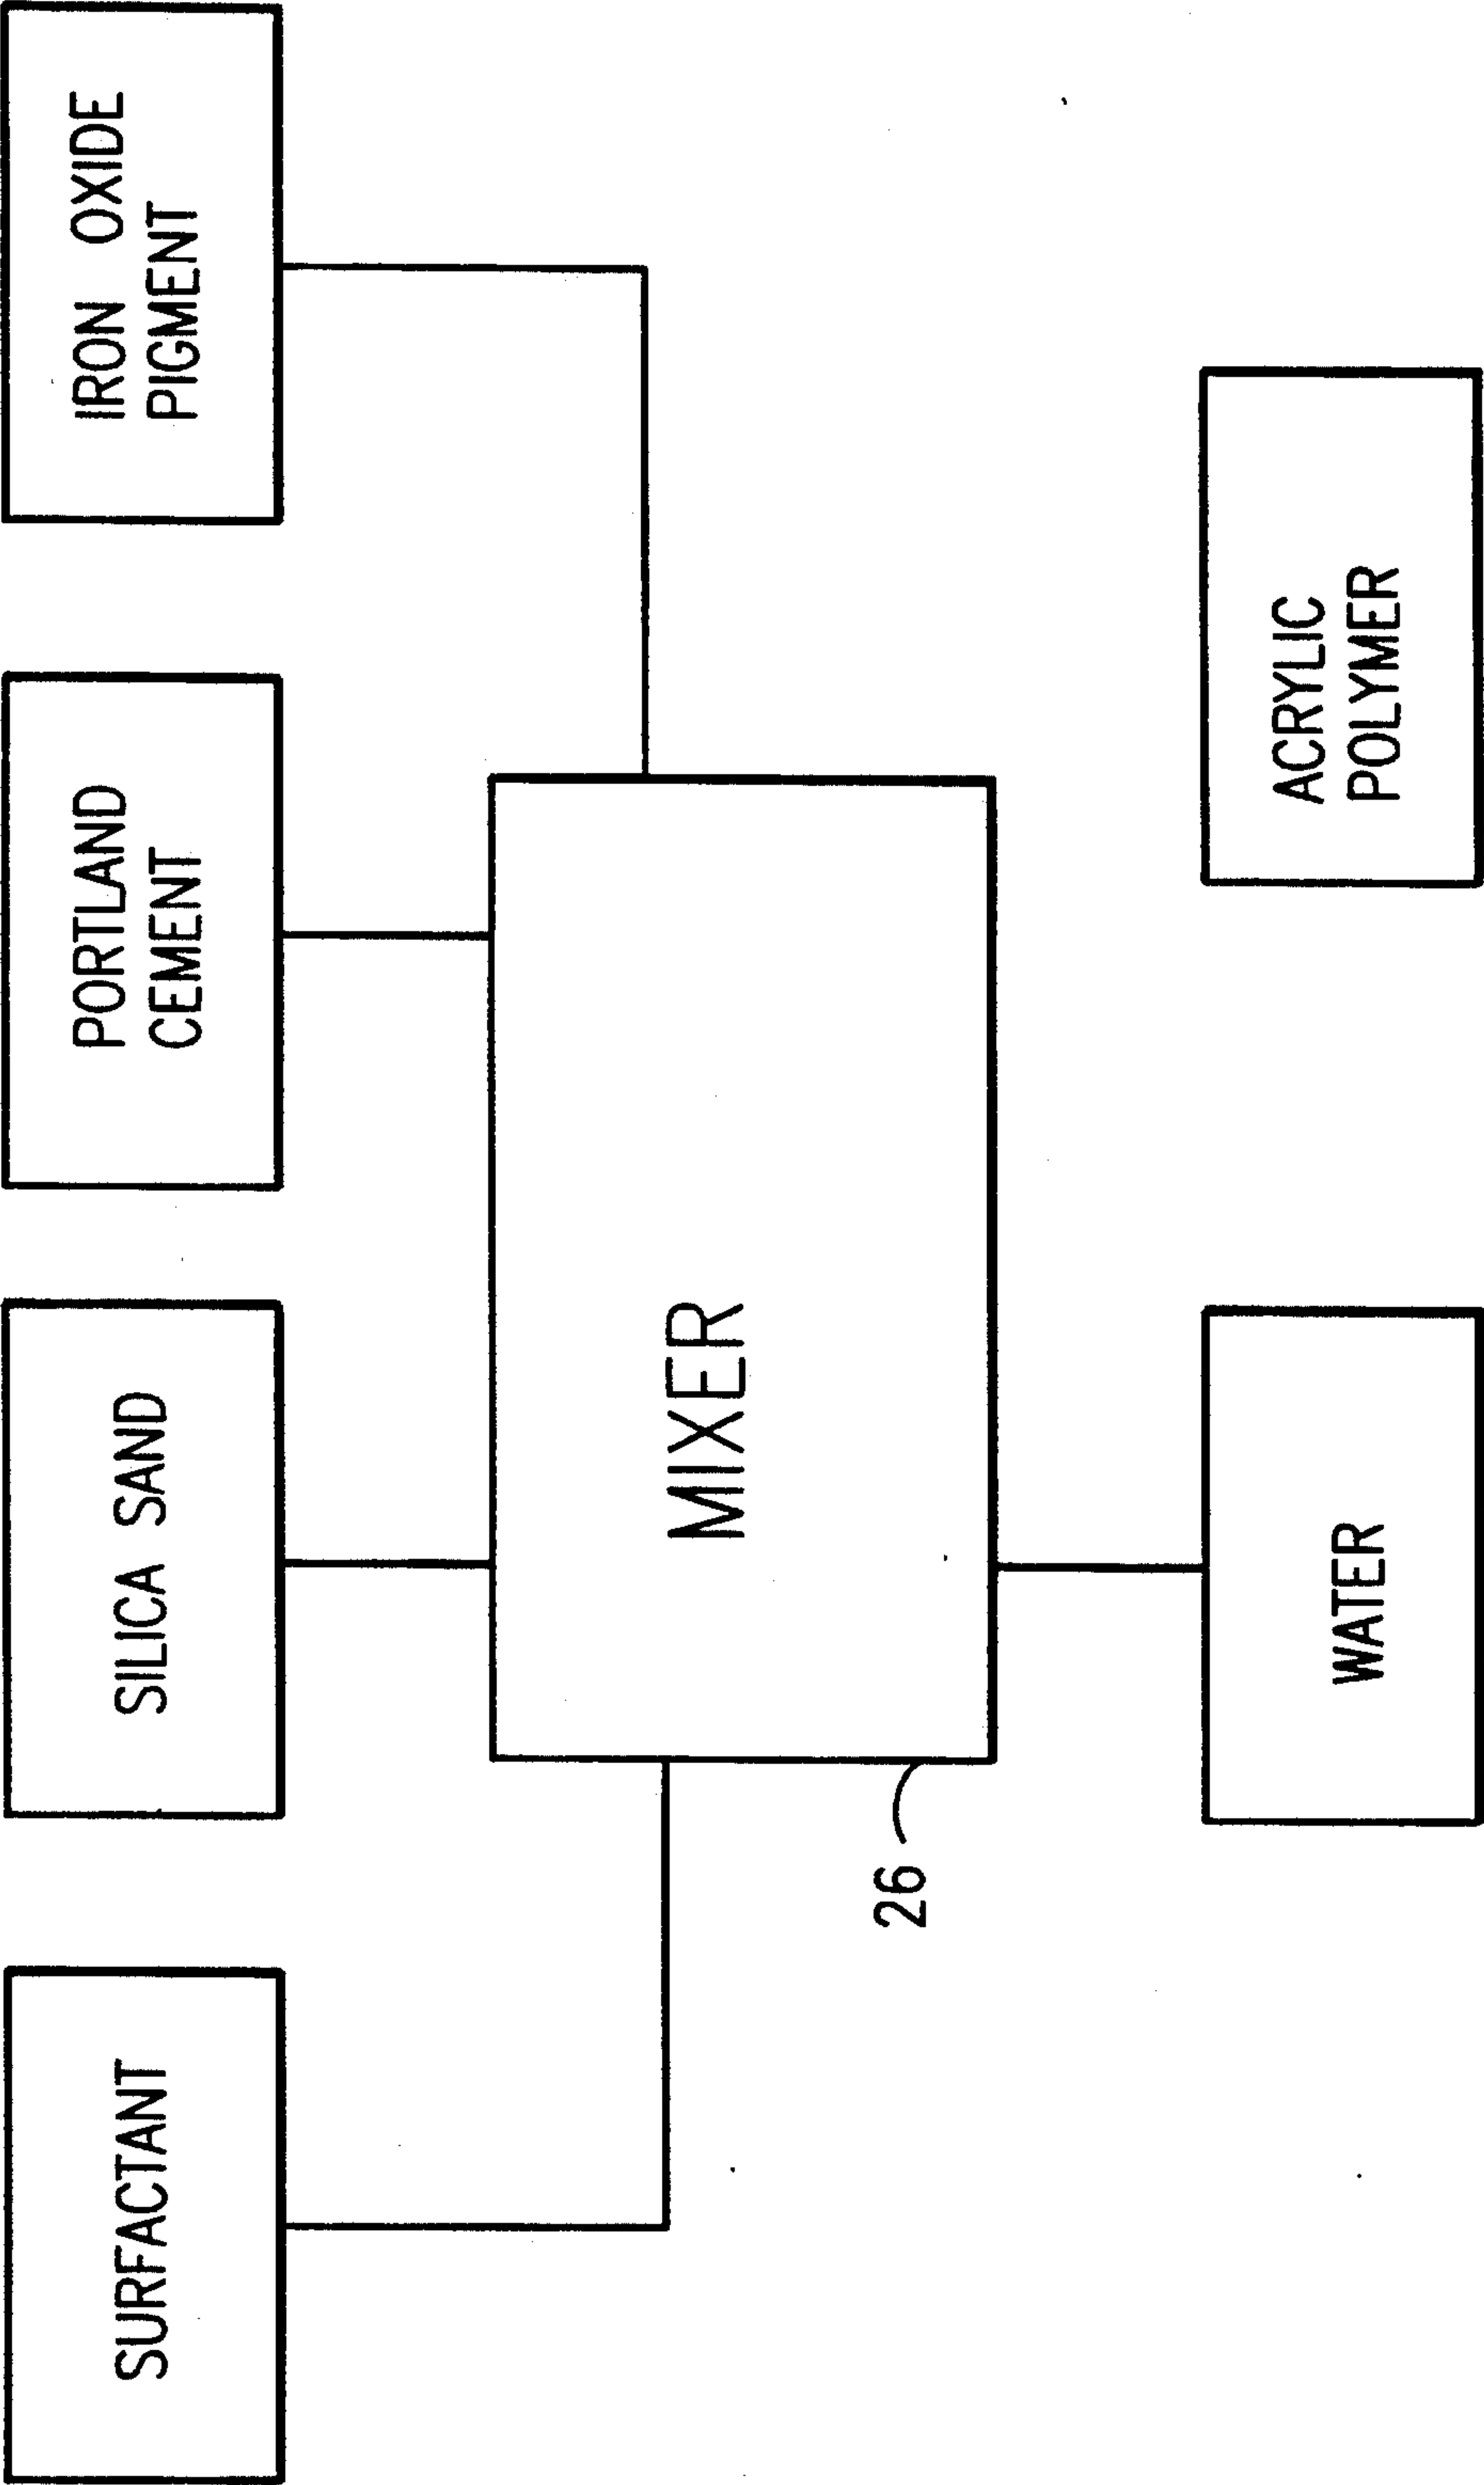 SURFACTANT
SILICA SAND
PORTLAND
CEMENT
IRON OXIDE
PIGMENT
MIXER
26
WATER
ACRYLIC
POLYMER